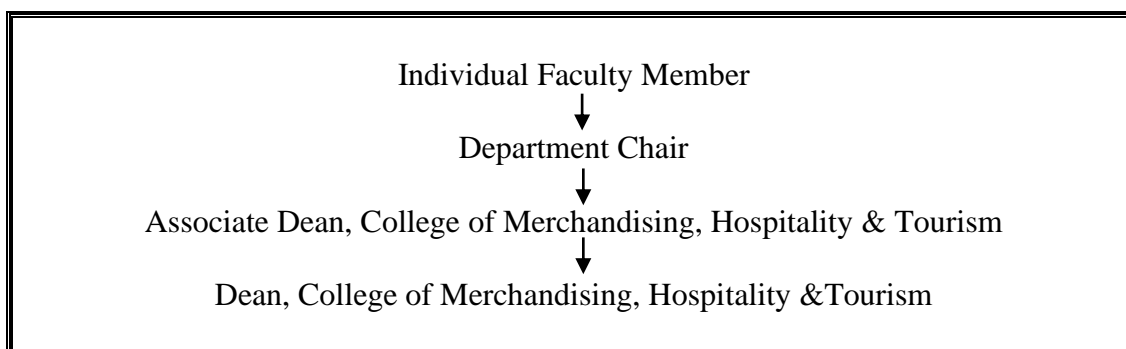 Individual Faculty Member
Department Chair
Associate Dean, College of Merchandising, Hospitality & Tourism
Dean, College of Merchandising, Hospitality &Tourism